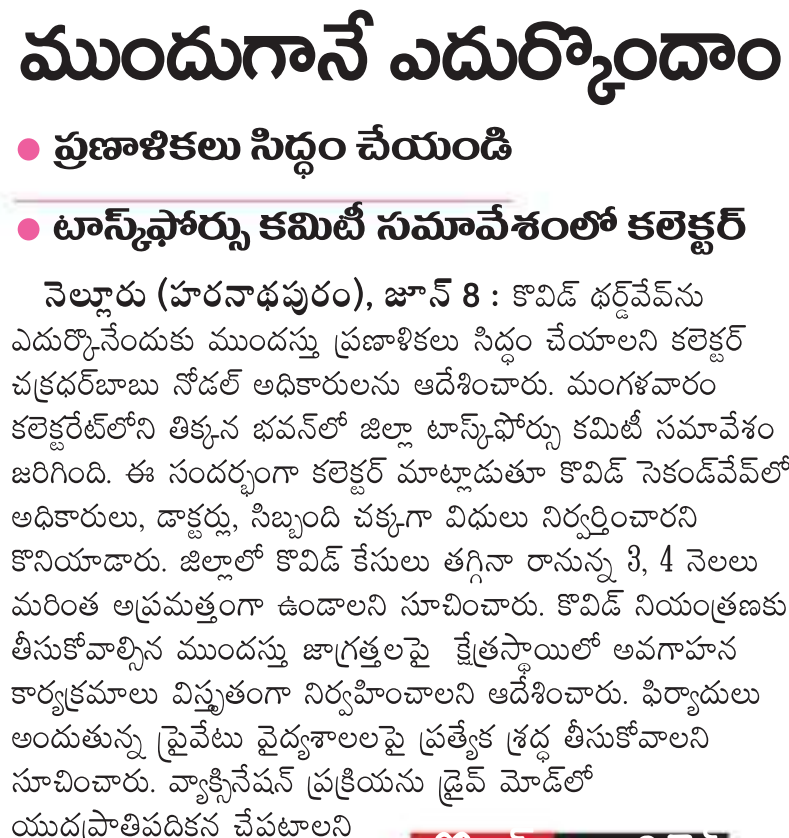 ముందుగానే ఎదుర్కొందాం
● ప్రణాళికలు సిద్ధం చేయండి
● టాస్క్‌ఫోర్సు కమిటీ సమావేశంలో కలెక్టర్
నెల్లూరు (హరనాథపురం), జూన్ 8 : కొవిడ్ థర్డ్‌వేవ్‌ను
ఎదుర్కొనేందుకు ముందస్తు ప్రణాళికలు సిద్ధం చేయాలని కలెక్టర్
చక్రధర్‌బాబు నోడల్ అధికారులను ఆదేశించారు. మంగళవారం
కలెక్టరేట్‌లోని తిక్కన భవన్‌లో జిల్లా టాస్క్‌ఫోర్సు కమిటీ సమావేశం
జరిగింది. ఈ సందర్భంగా కలెక్టర్ మాట్లాడుతూ కొవిడ్ సెకండ్‌వేవ్‌లో
అధికారులు, డాక్టర్లు, సిబ్బంది చక్కగా విధులు నిర్వర్తించారని
కొనియాడారు. జిల్లాలో కొవిడ్ కేసులు తగ్గినా రానున్న 3, 4 నెలలు
మరింత అప్రమత్తంగా ఉండాలని సూచించారు. కొవిడ్ నియంత్రణకు
తీసుకోవాల్సిన ముందస్తు జాగ్రత్తలపై క్షేత్రస్థాయిలో అవగాహన
కార్యక్రమాలు విస్తృతంగా నిర్వహించాలని ఆదేశించారు. ఫిర్యాదులు
అందుతున్న ప్రైవేటు వైద్యశాలలపై ప్రత్యేక శ్రద్ధ తీసుకోవాలని
సూచించారు. వ్యాక్సినేషన్ ప్రక్రియను డ్రైవ్ మోడ్‌లో
యుద్ధప్రాతిపదికన చేపట్టాలని